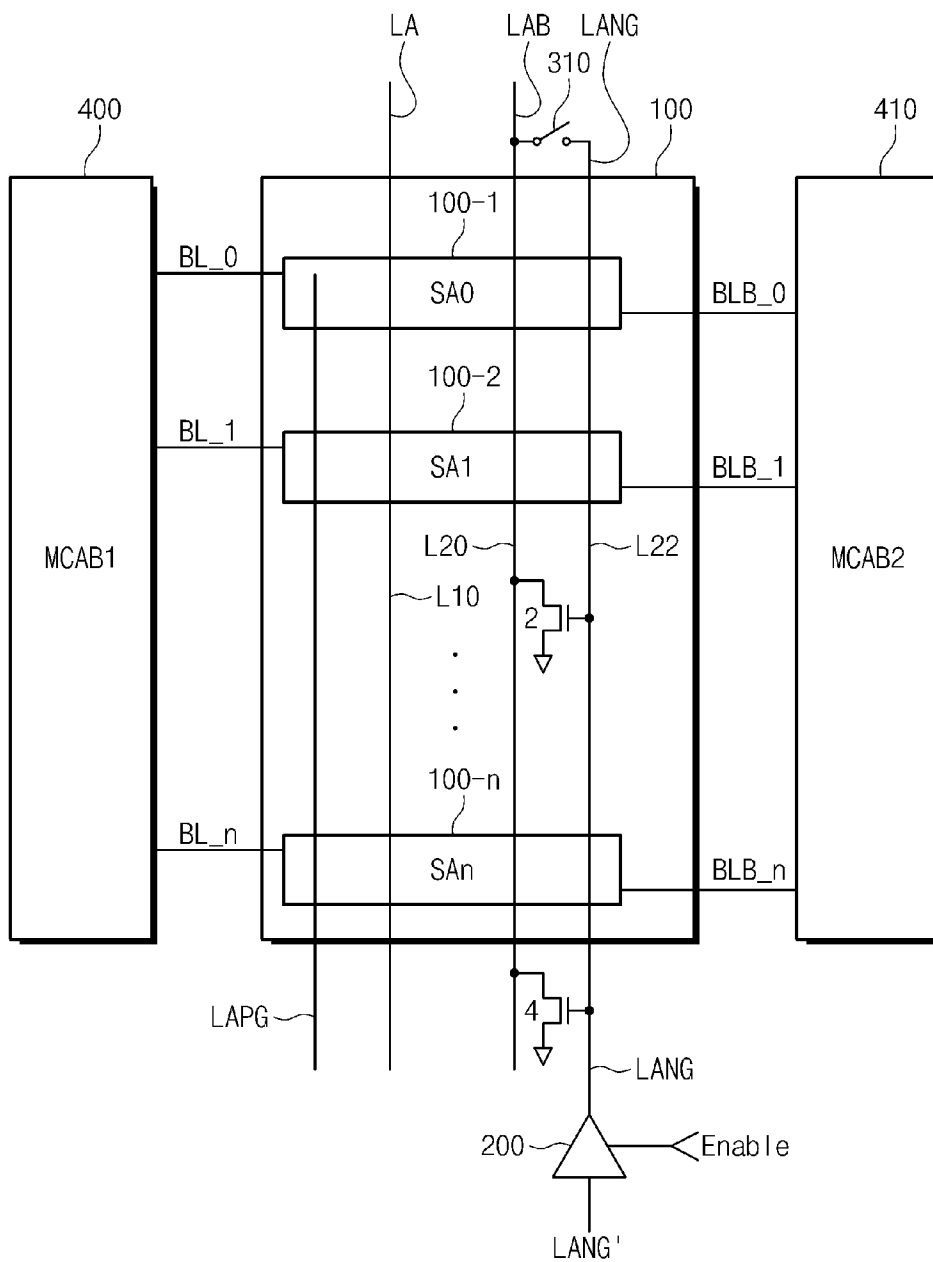 LA
LAB
LANG
310
400
100
410
100-1
BL_0
SA0
BLB_0
100-2
BL_1
SA1
BLB_1
L20
L22
MCAB1
MCAB2
L10
2
100-n
BL_n
SAn
BLB_n
LAPG
4
LANG
200
Enable
LANG'